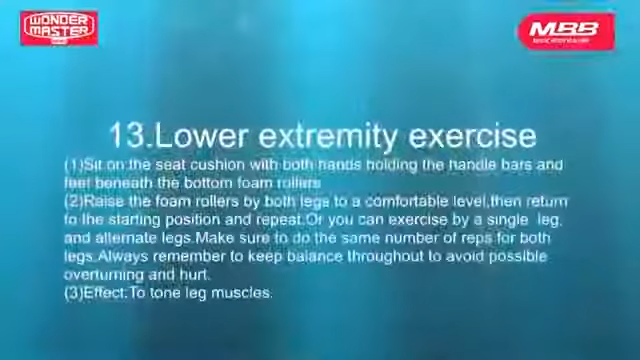 WONDER
MASTER
MBB
13.Lower extremity exercise
(1)Sit on the seat cushion with both hands holding the handle bars and
feet beneath the bottom foam rollers
(2)Raise the foam rollers by both legs to a comfortable level,then return
to the starting position and repeat.Or you can exercise by a single leg,
and alternate legs.Make sure to do the same number of reps for both
legs.Always remember to keep balance throughout to avoid possible
overturning and hurt.
(3)Effect:To tone leg muscles.